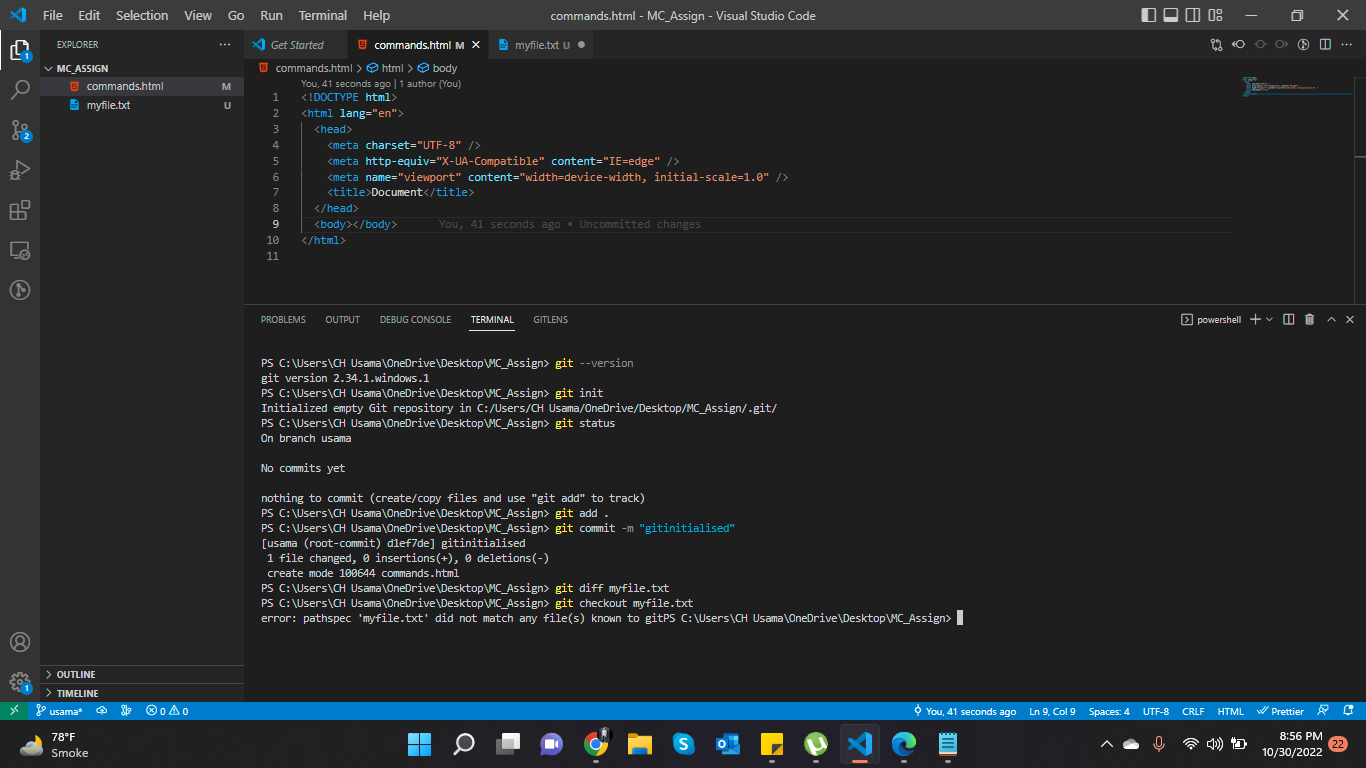 File Edit Selection View Go Run Terminal Help commands.html - MC_Assign - Visual Studio Code
EXPLORER
Get Started
commands.html M
myfile.txt U
MC_ASSIGN
commands.html M
myfile.txt U
commands.html > html > body
You, 41 seconds ago | 1 author (You)
1 <!DOCTYPE html>
2 <html lang="en">
3 <head>
4 <meta charset="UTF-8" />
5 <meta http-equiv="X-UA-Compatible" content="IE=edge" />
6 <meta name="viewport" content="width=device-width, initial-scale=1.0" />
7 <title>Document</title>
8 </head>
9 <body></body> You, 41 seconds ago • Uncommitted changes
10 </html>
11
1
2
PROBLEMS OUTPUT DEBUG CONSOLE TERMINAL GITLENS
powershell
PS C:\Users\CH Usama\OneDrive\Desktop\MC_Assign> git --version
git version 2.34.1.windows.1
PS C:\Users\CH Usama\OneDrive\Desktop\MC_Assign> git init
Initialized empty Git repository in C:/Users/CH Usama/OneDrive/Desktop/MC_Assign/.git/
PS C:\Users\CH Usama\OneDrive\Desktop\MC_Assign> git status
On branch usama
No commits yet
nothing to commit (create/copy files and use "git add" to track)
PS C:\Users\CH Usama\OneDrive\Desktop\MC_Assign> git add .
PS C:\Users\CH Usama\OneDrive\Desktop\MC_Assign> git commit -m "gitinitialised"
[usama (root-commit) d1ef7de] gitinitialised
1 file changed, 0 insertions(+), 0 deletions(-)
create mode 100644 commands.html
PS C:\Users\CH Usama\OneDrive\Desktop\MC_Assign> git diff myfile.txt
PS C:\Users\CH Usama\OneDrive\Desktop\MC_Assign> git checkout myfile.txt
error: pathspec 'myfile.txt' did not match any file(s) known to gitPS C:\Users\CH Usama\OneDrive\Desktop\MC_Assign>
OUTLINE
TIMELINE
1
usama* 0 0
You, 41 seconds ago Ln 9, Col 9 Spaces: 4 UTF-8 CRLF HTML Prettier
78°F
Smoke
8:56 PM
10/30/2022
22